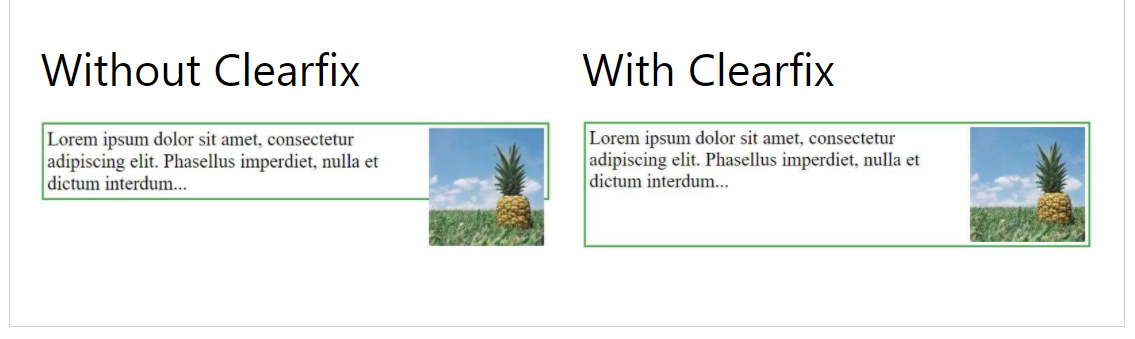 Without Clearfix
Lorem ipsum dolor sit amet, consectetur
adipiscing elit. Phasellus imperdiet, nulla et
dictum interdum...
With Clearfix
Lorem ipsum dolor sit amet, consectetur
adipiscing elit. Phasellus imperdiet, nulla et
dictum interdum...